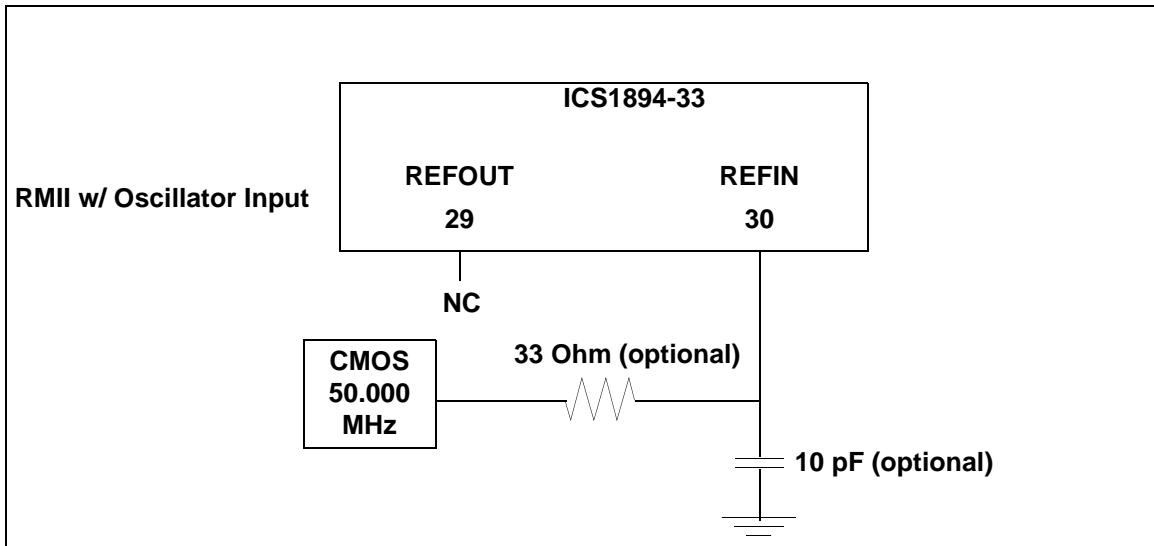 ICS1894-33
REFOUT
REFIN
RMII w/ Oscillator Input
29
30
NC
33 Ohm (optional)
CMOS
50.000
MHz
10 pF (optional)